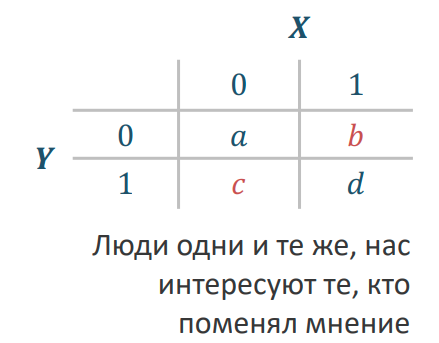 X
0 1
0 a b
Y
1 c d
Люди одни и те же, нас
интересуют те, кто
поменял мнение